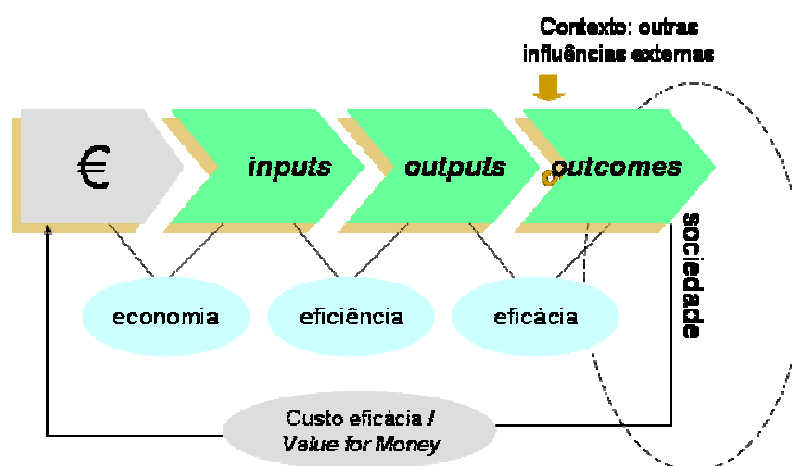 Contexto: outras
influências externas
€
inputs
outputs
outcomes
sociedade
economia
eficiência
eficácia
Custo eficácia /
Value for Money